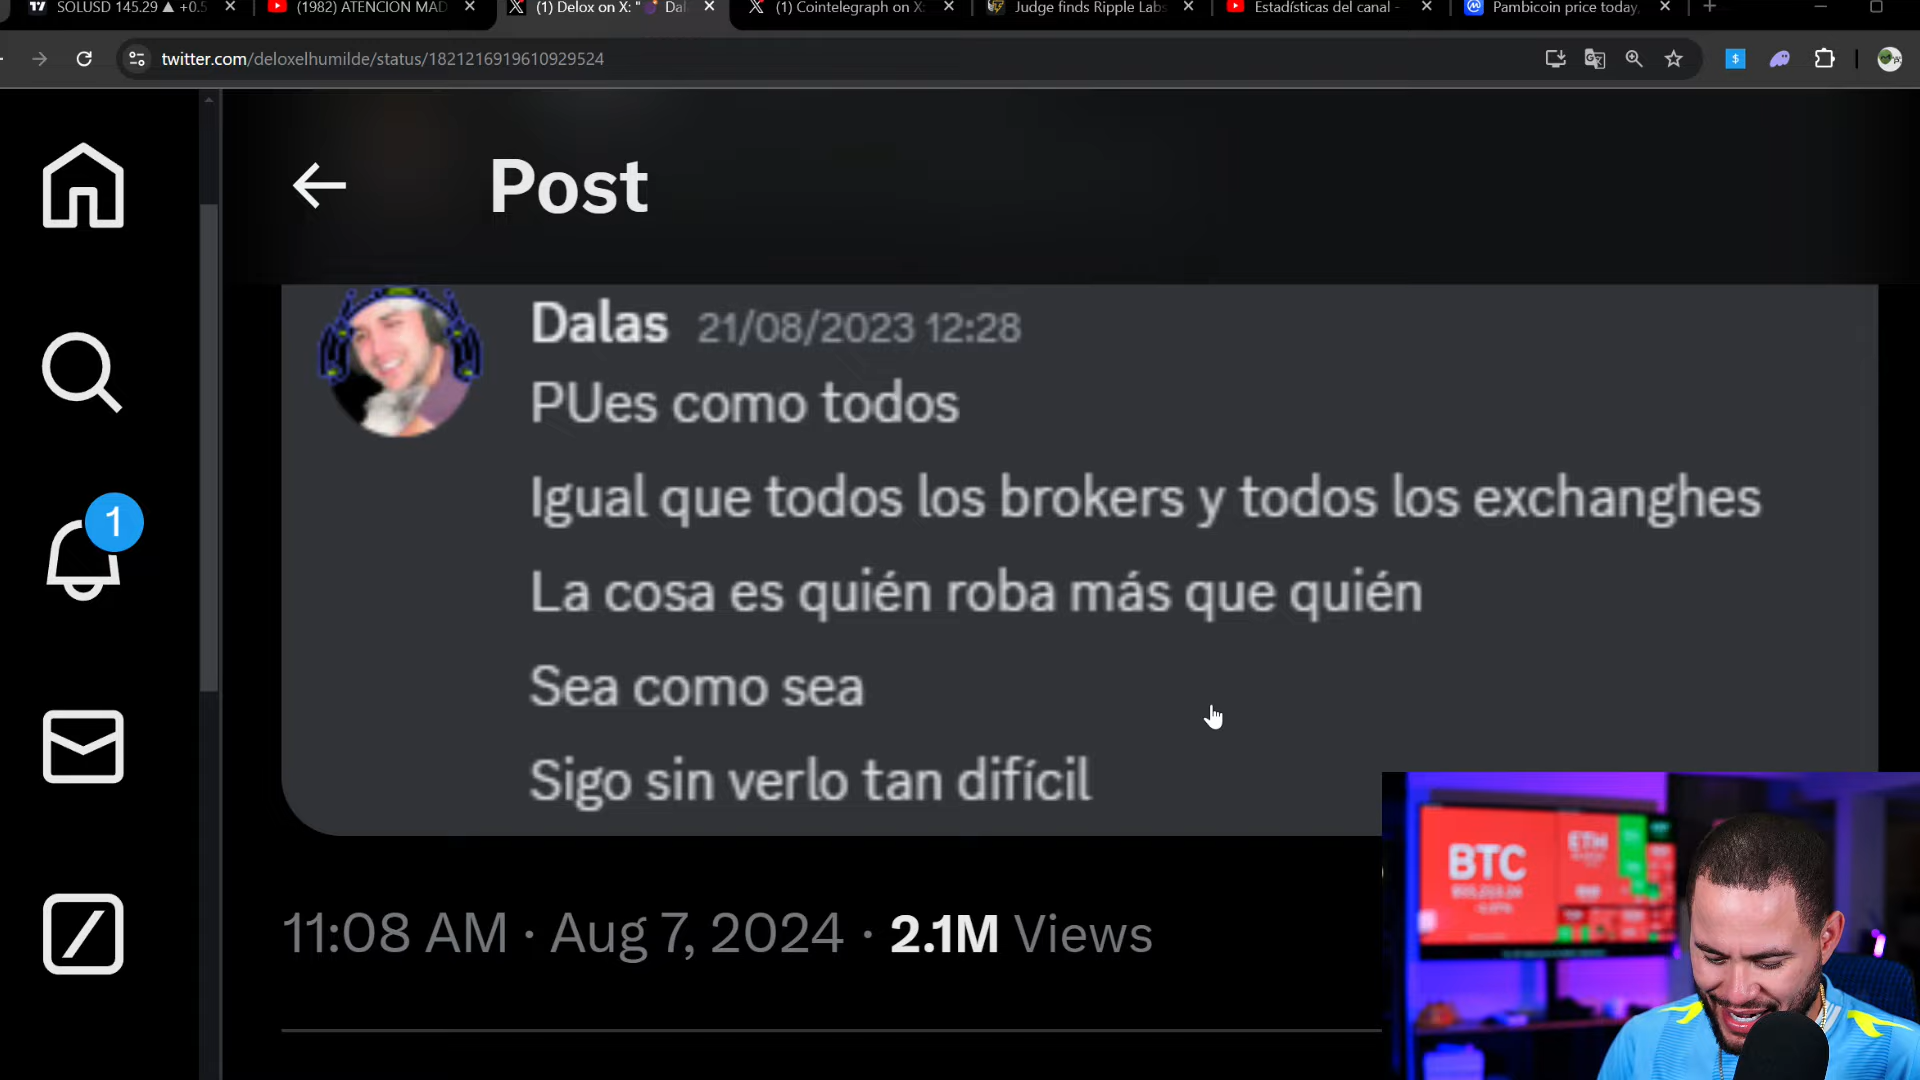 SOLUSD 145.29 ▲ +0.5
(1982) ATENCION MAD
(1) Delox on X: "
(1) Cointelegraph on X:
Judge finds Ripple Labs
Estadísticas del canal -
Pambicoin price today,
twitter.com/deloxelhumilde/status/1821216919610929524
Post
Dalas 21/08/2023 12:28
PUes como todos
Igual que todos los brokers y todos los exchanghes
La cosa es quién roba más que quién
Sea como sea
Sigo sin verlo tan difícil
1
11:08 AM · Aug 7, 2024 · 2.1M Views
BTC
ETH